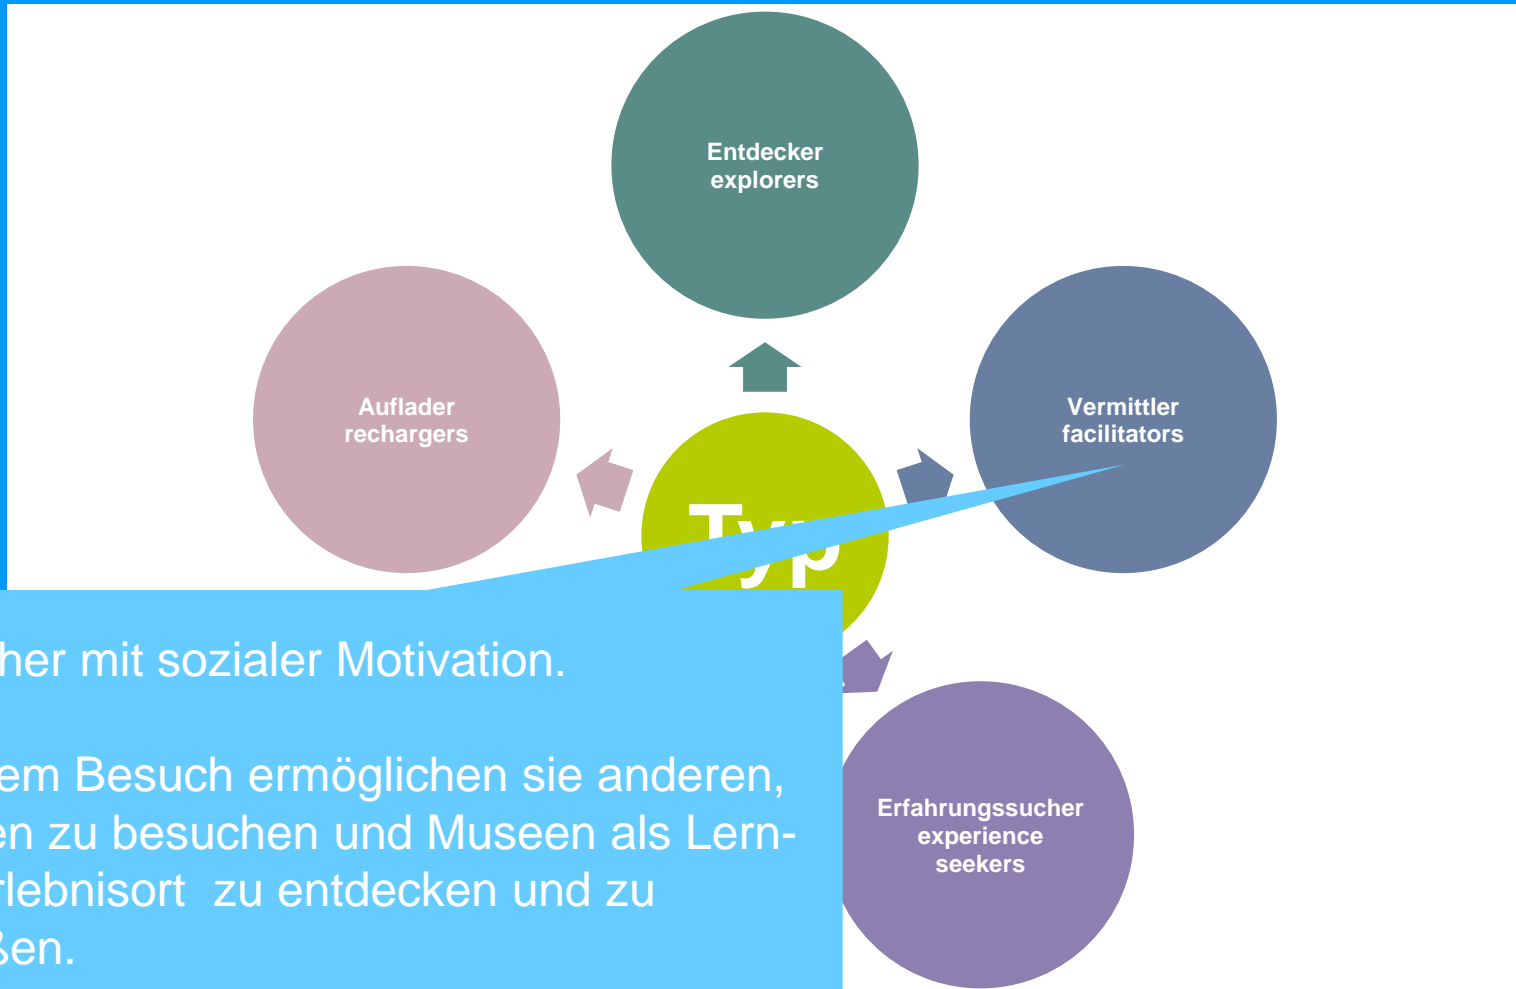 Entdecker
explorers
Auflader
rechargers
Vermittler
facilitators
Typ
her mit sozialer Motivation.
em Besuch ermöglichen sie anderen,
en zu besuchen und Museen als Lern-
rlebnisort  zu entdecken und zu
ßen.
Erfahrungssucher
experience
seekers